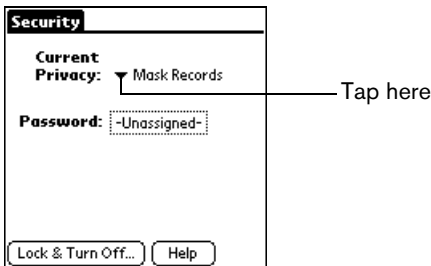 Security
Current
Privacy: Mask Records
Tap here
Password: -Unassigned-
Lock & Turn Off... Help